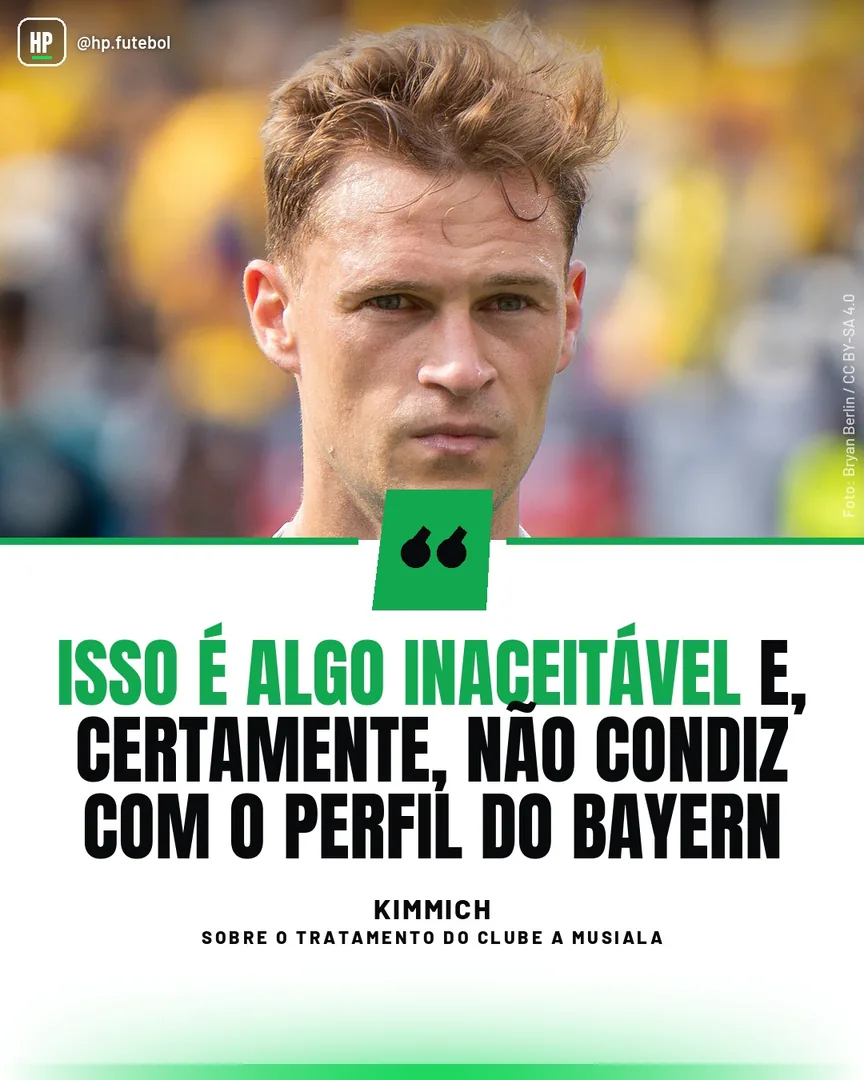 HP @hp.futebol
Foto: Bryan Berlin / CC BY-SA 4.0
“
ISSO É ALGO INACEITÁVEL E,
CERTAMENTE, NÃO CONDIZ
COM O PERFIL DO BAYERN
KIMMICH
SOBRE O TRATAMENTO DO CLUBE A MUSIALA